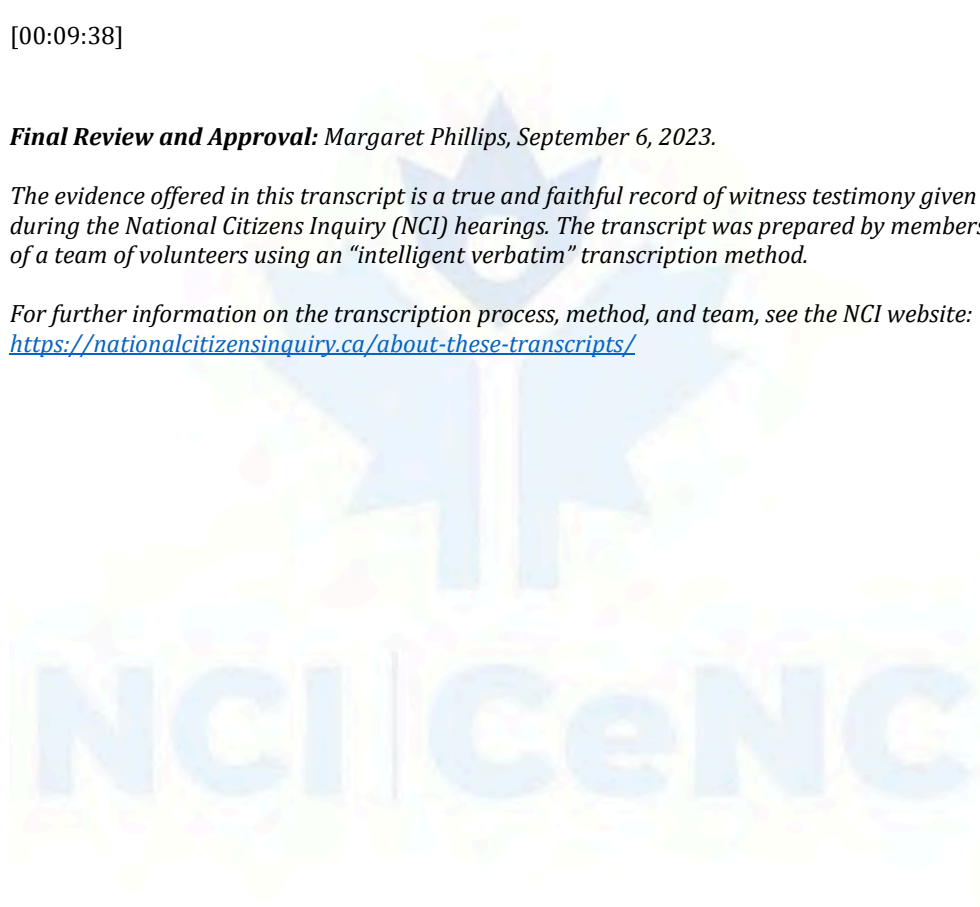 [00:09:38]
Final Review and Approval: Margaret Phillips, September 6, 2023.
The evidence offered in this transcript is a true and faithful record of witness testimony given
during the National Citizens Inquiry (NCI) hearings. The transcript was prepared by members
of a team of volunteers using an “intelligent verbatim” transcription method.
For further information on the transcription process, method, and team, see the NCI website:
https://nationalcitizensinquiry.ca/about-these-transcripts/
NCI | CeNC